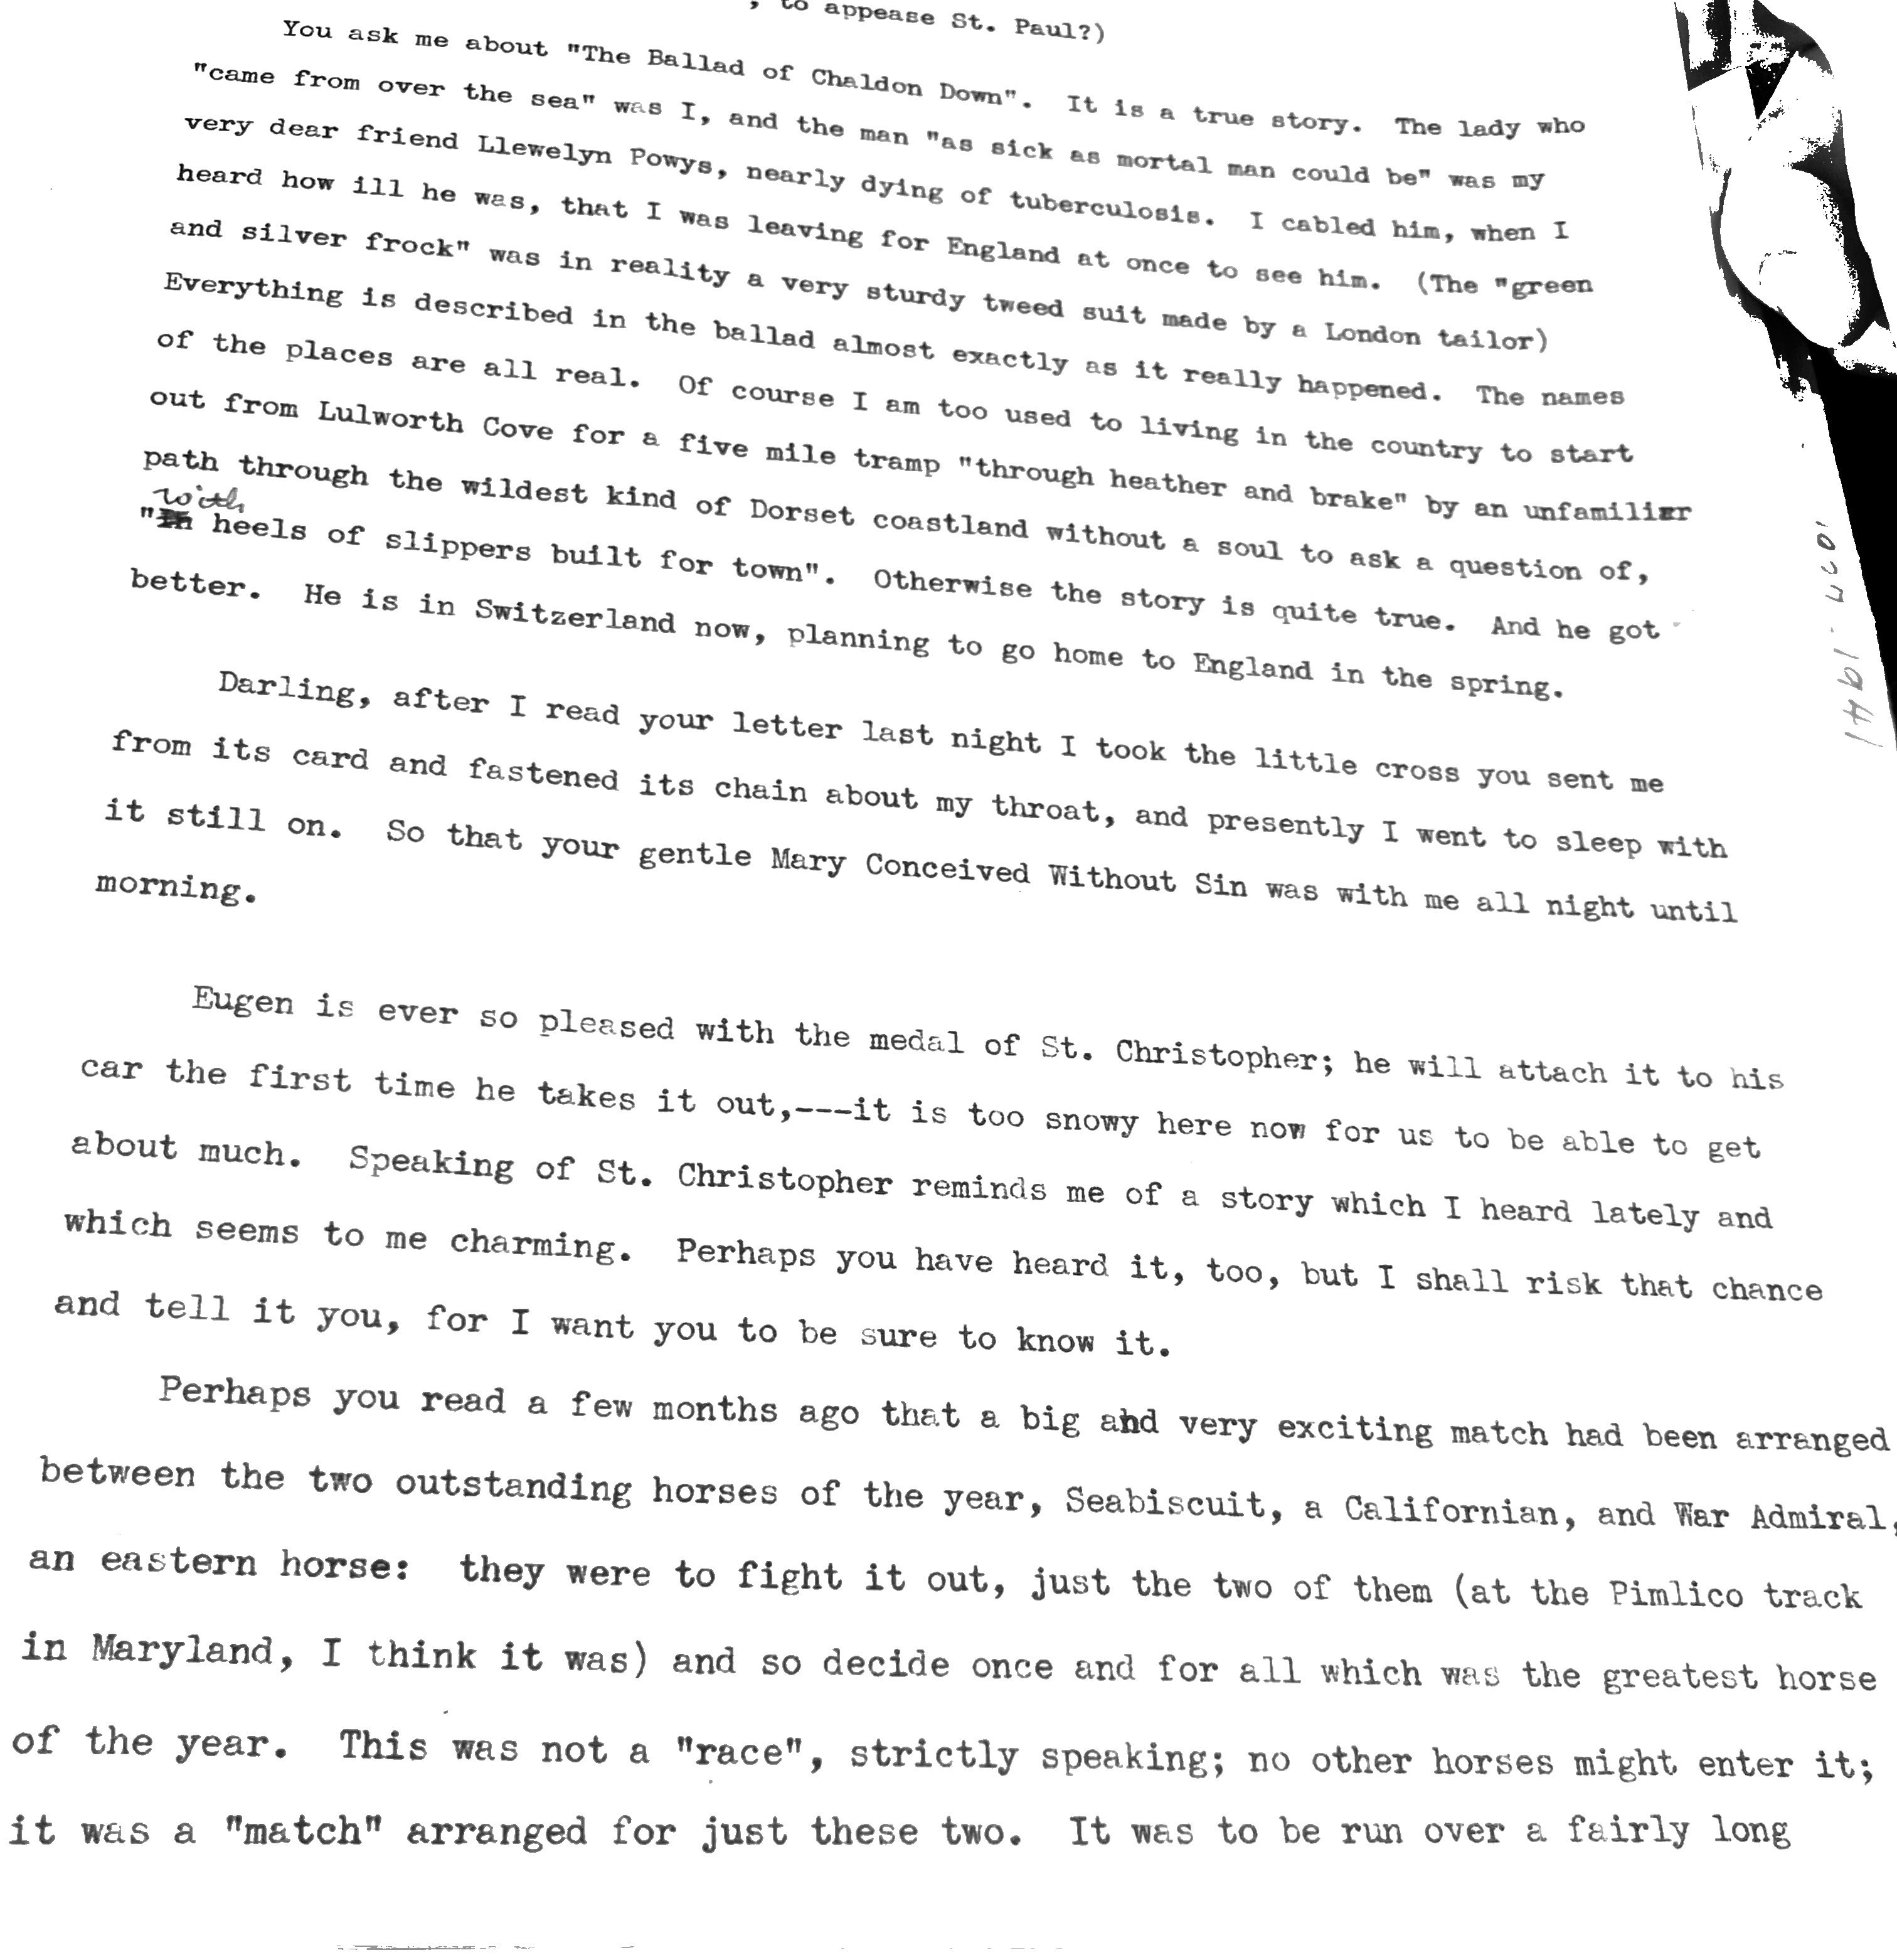 , to appease St. Paul?)
You ask me about "The Ballad of Chaldon Down". It is a true story. The lady who
"came from over the sea" was I, and the man "as sick as mortal man could be" was my
very dear friend Llewelyn Powys, nearly dying of tuberculosis. I cabled him, when I
heard how ill he was, that I was leaving for England at once to see him. (The "green
and silver frock" was in reality a very sturdy tweed suit made by a London tailor)
Everything is described in the ballad almost exactly as it really happened. The names
of the places are all real. Of course I am too used to living in the country to start
out from Lulworth Cove for a five mile tramp "through heather and brake" by an unfamiliar
path through the wildest kind of Dorset coastland without a soul to ask a question of,
with
"In heels of slippers built for town". Otherwise the story is quite true. And he got
better. He is in Switzerland now, planning to go home to England in the spring.
Darling, after I read your letter last night I took the little cross you sent me
from its card and fastened its chain about my throat, and presently I went to sleep with
it still on. So that your gentle Mary Conceived Without Sin was with me all night until
morning.
Eugen is ever so pleased with the medal of St. Christopher; he will attach it to his
car the first time he takes it out,---it is too snowy here now for us to be able to get
about much. Speaking of St. Christopher reminds me of a story which I heard lately and
which seems to me charming. Perhaps you have heard it, too, but I shall risk that chance
and tell it you, for I want you to be sure to know it.
Perhaps you read a few months ago that a big and very exciting match had been arranged
between the two outstanding horses of the year, Seabiscuit, a Californian, and War Admiral,
an eastern horse: they were to fight it out, just the two of them (at the Pimlico track
in Maryland, I think it was) and so decide once and for all which was the greatest horse
of the year. This was not a "race", strictly speaking; no other horses might enter it;
it was a "match" arranged for just these two. It was to be run over a fairly long
1941